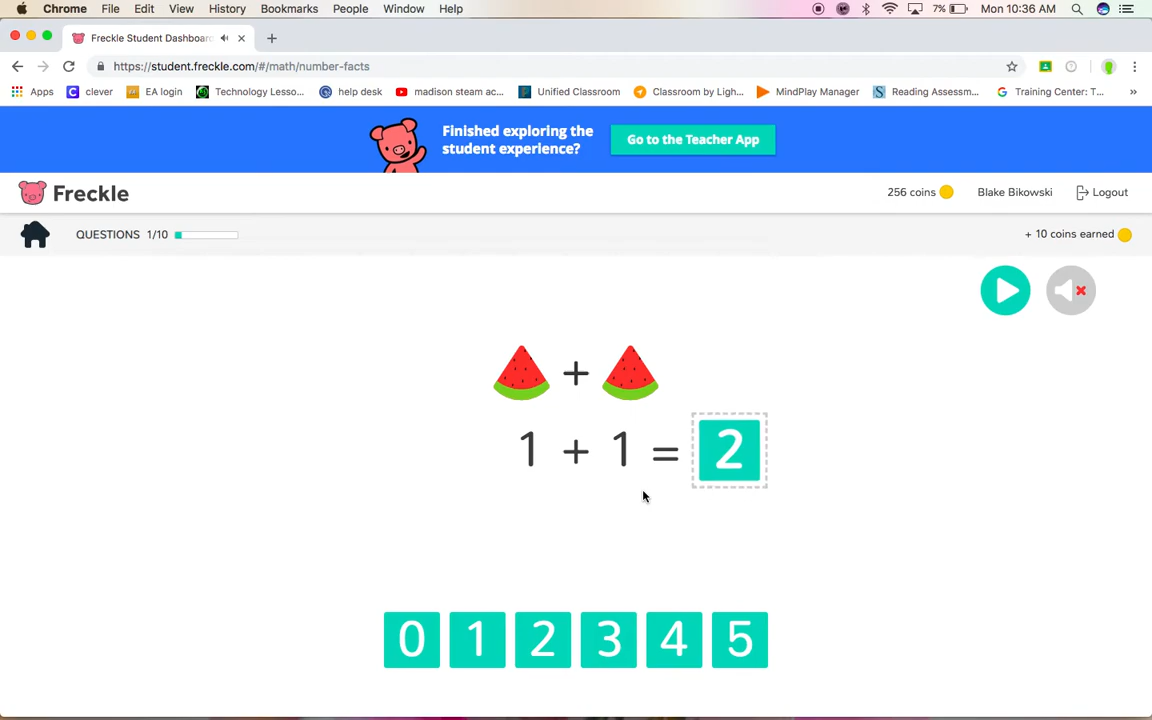 Chrome File Edit View History Bookmarks People Window Help 7% Mon 10:36 AM
Freckle Student Dashboard
https://student.freckle.com/#/math/number-facts
Apps clever EA login Technology Lesso... help desk madison steam ac... Unified Classroom Classroom by Ligh... MindPlay Manager Reading Assessm... Training Center: T... »
Finished exploring the
student experience?
Go to the Teacher App
Freckle 256 coins Blake Bikowski Logout
QUESTIONS 1/10 + 10 coins earned
+
1 + 1 = 2
0 1 2 3 4 5